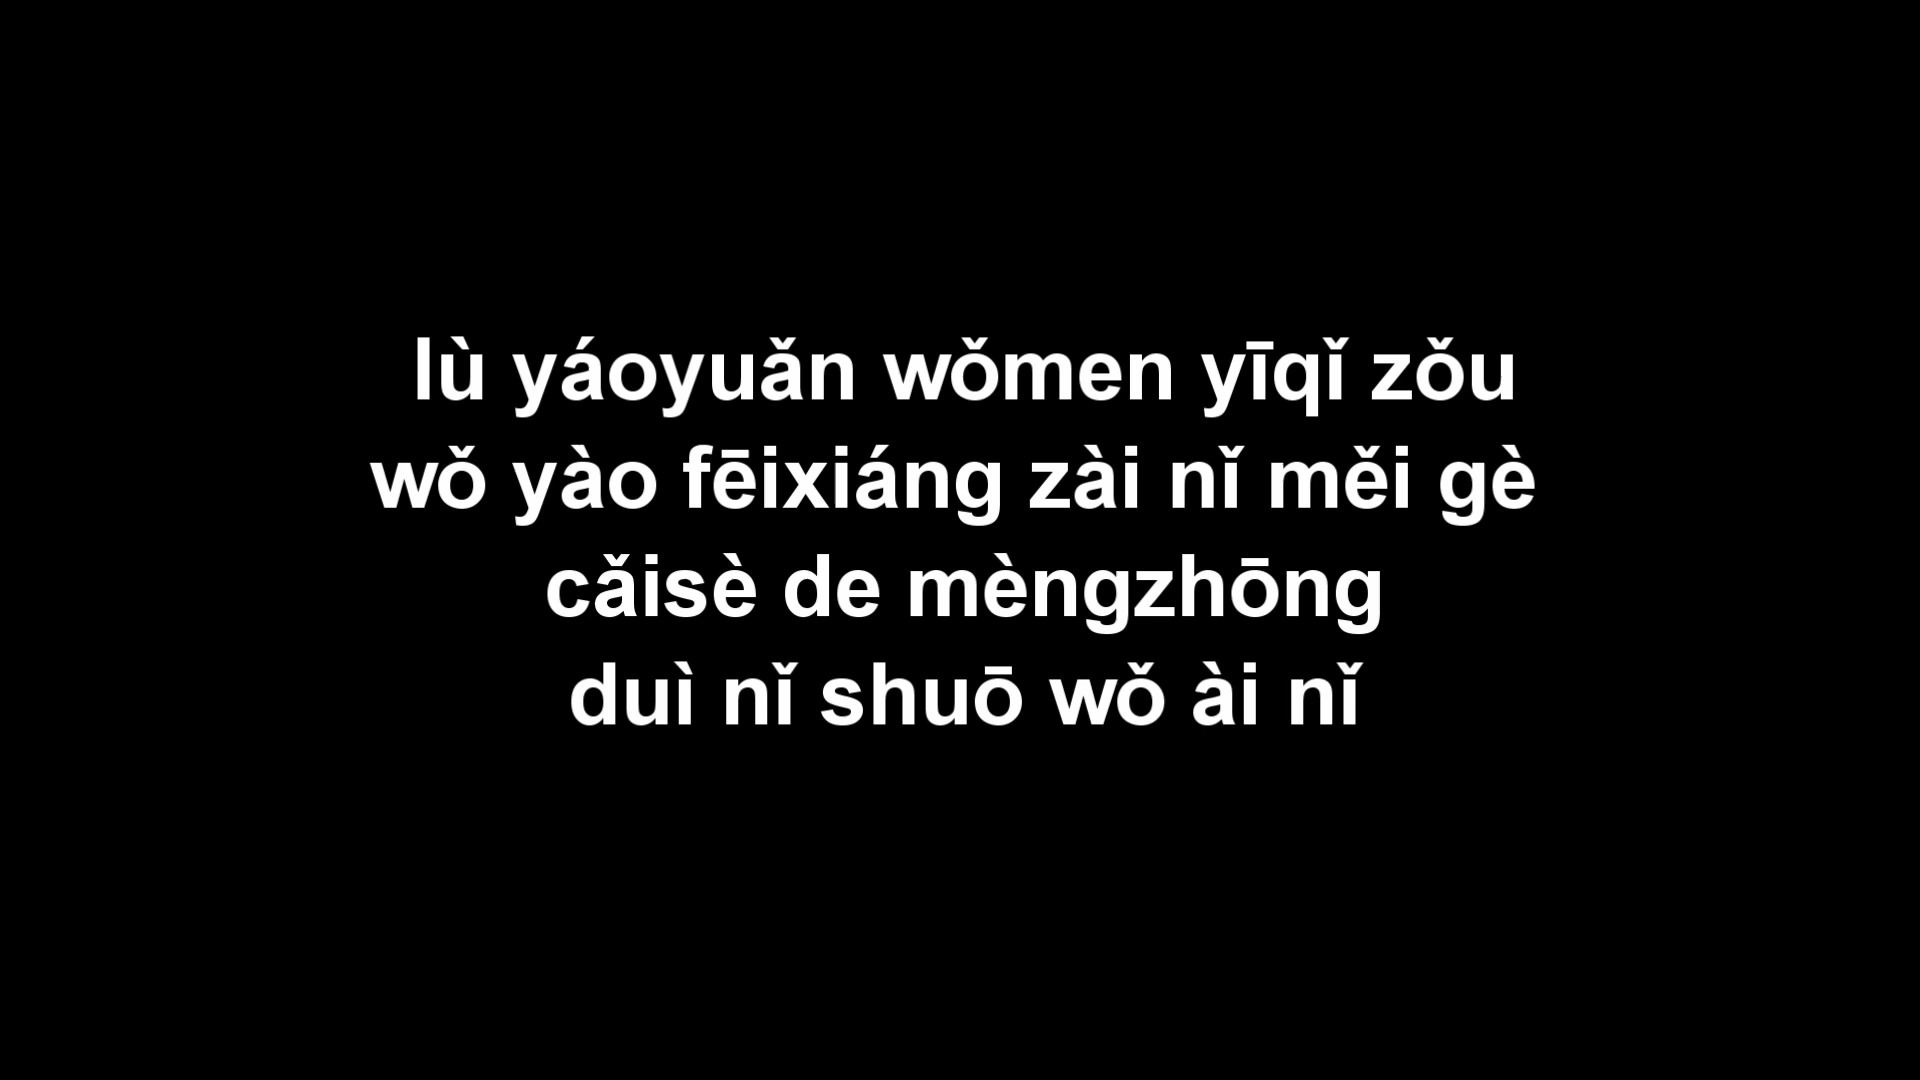 lù yáoyuǎn wǒmen yīqǐ zǒu
wǒ yào fēixiáng zài nǐ měi gè
cǎisè de mèngzhōng
duì nǐ shuō wǒ ài nǐ